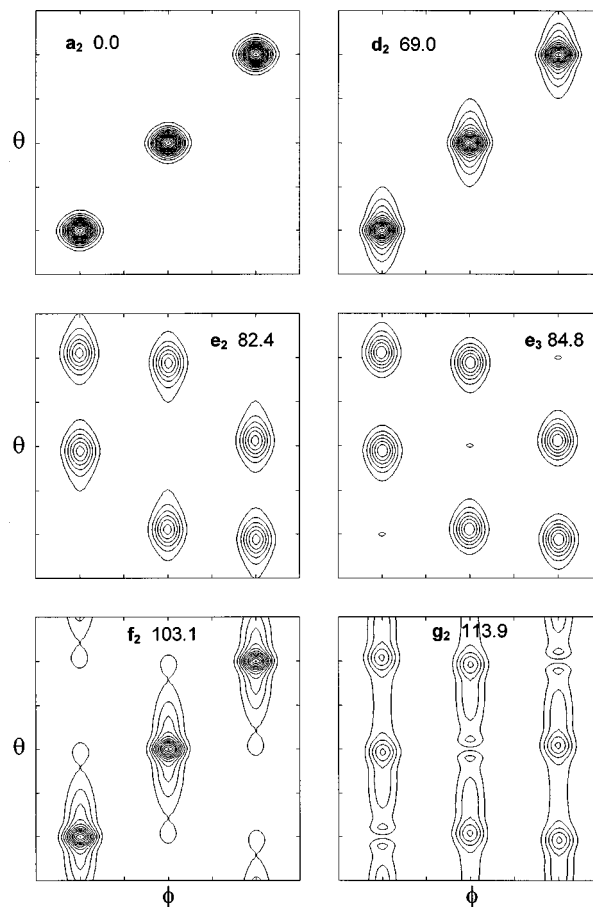 a₂ 0.0
d₂ 69.0
θ
e₂ 82.4
e₃ 84.8
θ
f₂ 103.1
g₂ 113.9
θ
ϕ
ϕ